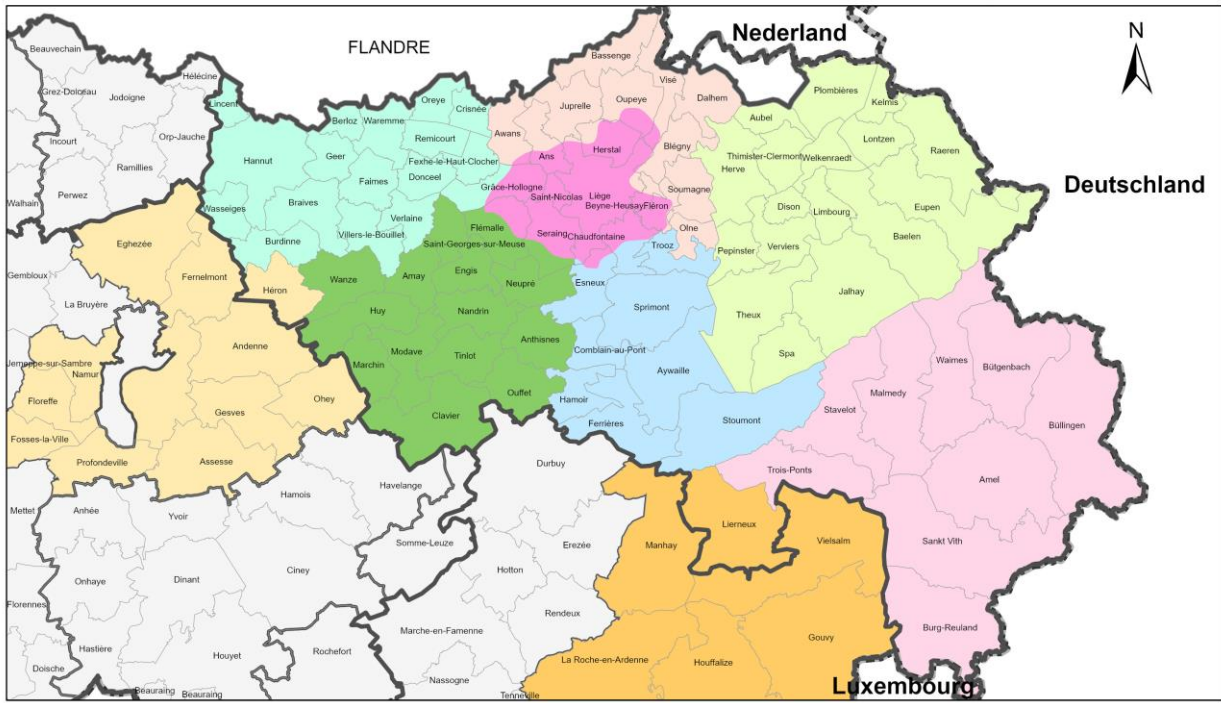 Nederland
N
FLANDRE
Beauvechain
Hélécine
Grez-Doiceau
Jodoigne
Lincent
Orp-Jauche
Incourt
Ramillies
Perwez
Walhain
Bassenge
Visé
Oreye
Crisnée
Juprelle
Oupeye
Dalhem
Berloz
Waremme
Awans
Remicourt
Herstal
Blégny
Hannut
Geer
Fexhe-le-Haut-Clocher
Ans
Faimes
Donceel
Grâce-Hollogne
Saint-Nicolas
Liège
Soumagne
Beyne-Heusay
Fléron
Wasseiges
Braives
Verlaine
Burdinne
Villers-le-Bouillet
Flémalle
Seraing
Chaudfontaine
Olne
Trooz
Saint-Georges-sur-Meuse
Plombières
Kelmis
Aubel
Lontzen
Raeren
Thimister-Clermont
Welkenraedt
Herve
Deutschland
Dison
Limbourg
Eupen
Pepinster
Verviers
Baelen
Jalhay
Theux
Spa
Eghezée
Fernelmont
Gembloux
La Bruyère
Héron
Wanze
Amay
Engis
Neupré
Esneux
Sprimont
Huy
Nandrin
Andenne
Anthisnes
Modave
Tinlot
Comblain-au-Pont
Marchin
Aywaille
Jemeppe-sur-Sambre
Namur
Floreffe
Gesves
Ohey
Ouffet
Hamoir
Clavier
Ferrières
Stoumont
Fosses-la-Ville
Profondeville
Assesse
Waimes
Bütgenbach
Malmedy
Stavelot
Büllingen
Trois-Ponts
Amel
Sankt Vith
Burg-Reuland
Mettet
Anhée
Yvoir
Hamois
Havelange
Durbuy
Somme-Leuze
Erezée
Manhay
Lierneux
Vielsalm
Onhaye
Dinant
Ciney
Hotton
Florennes
Rendeux
Marche-en-Famenne
Gouvy
Hastière
Houyet
Rochefort
La Roche-en-Ardenne
Houffalize
Doische
Nassogne
Beauraing
Beauraing
Tenneville
Luxembourg